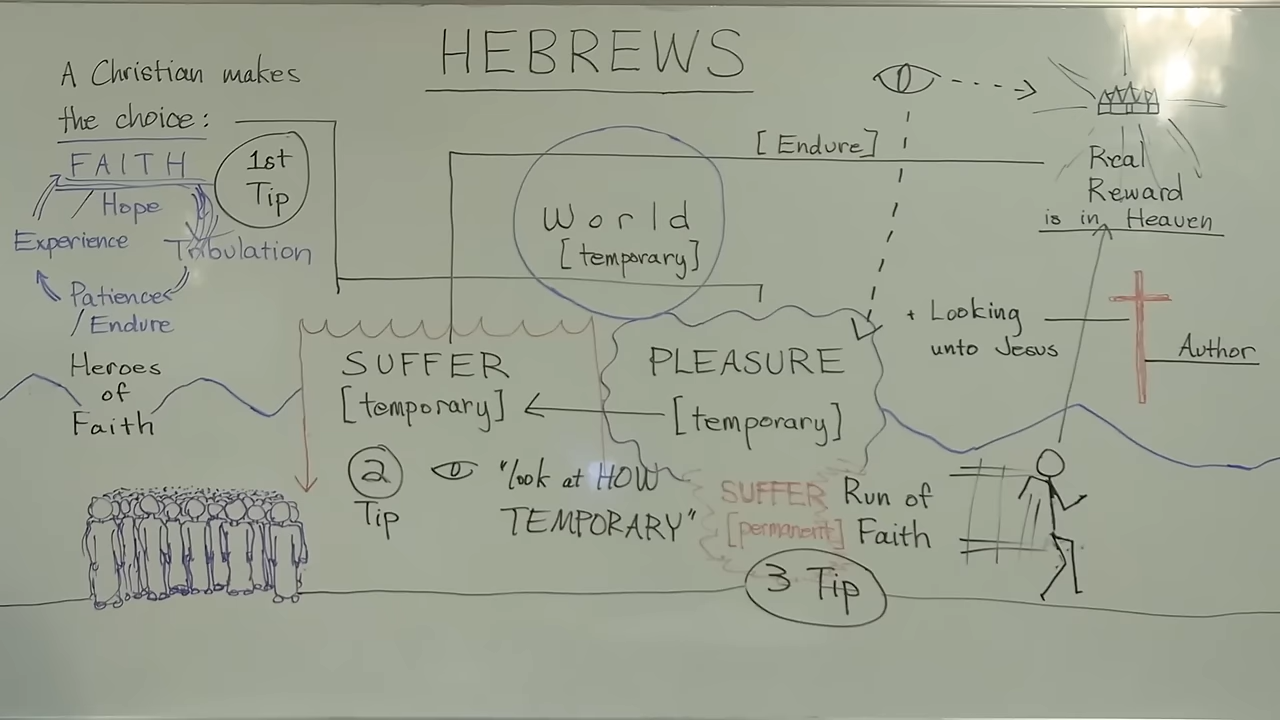 HEBREWS
A Christian makes
the choice:
FAITH
Hope
Experience
Tribulation
Patiences
/Endure
1st
Tip
Heroes
of
Faith
World
[temporary]
[Endure]
Real
Reward
is in Heaven
SUFFER
[temporary]
PLEASURE
[temporary]
+ Looking
unto Jesus
Author
2
Tip
"look at HOW
TEMPORARY"
SUFFER
[permanent]
Run of
Faith
3 Tip